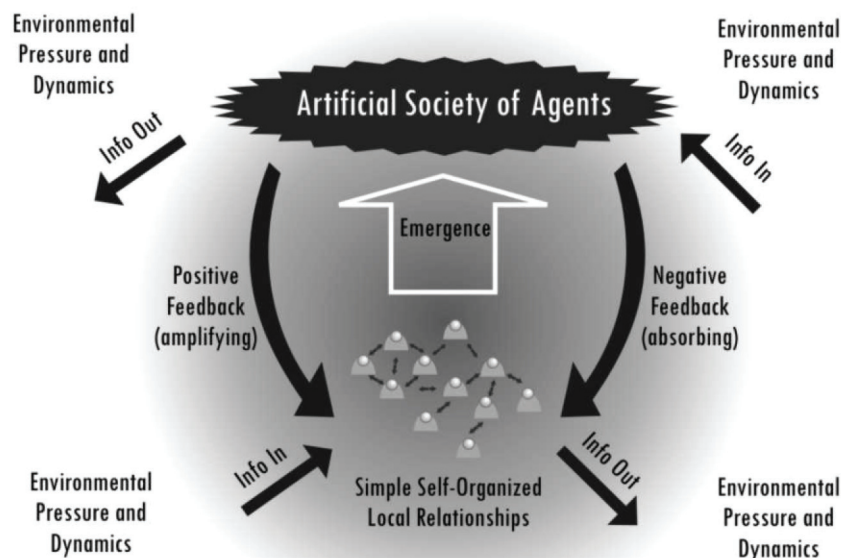 Environmental
Pressure and
Dynamics
Environmental
Pressure and
Dynamics
Artificial Society of Agents
Info Out
Info In
Emergence
Positive
Feedback
(amplifying)
Negative
Feedback
(absorbing)
Info In
Info Out
Simple Self-Organized
Local Relationships
Environmental
Pressure and
Dynamics
Environmental
Pressure and
Dynamics